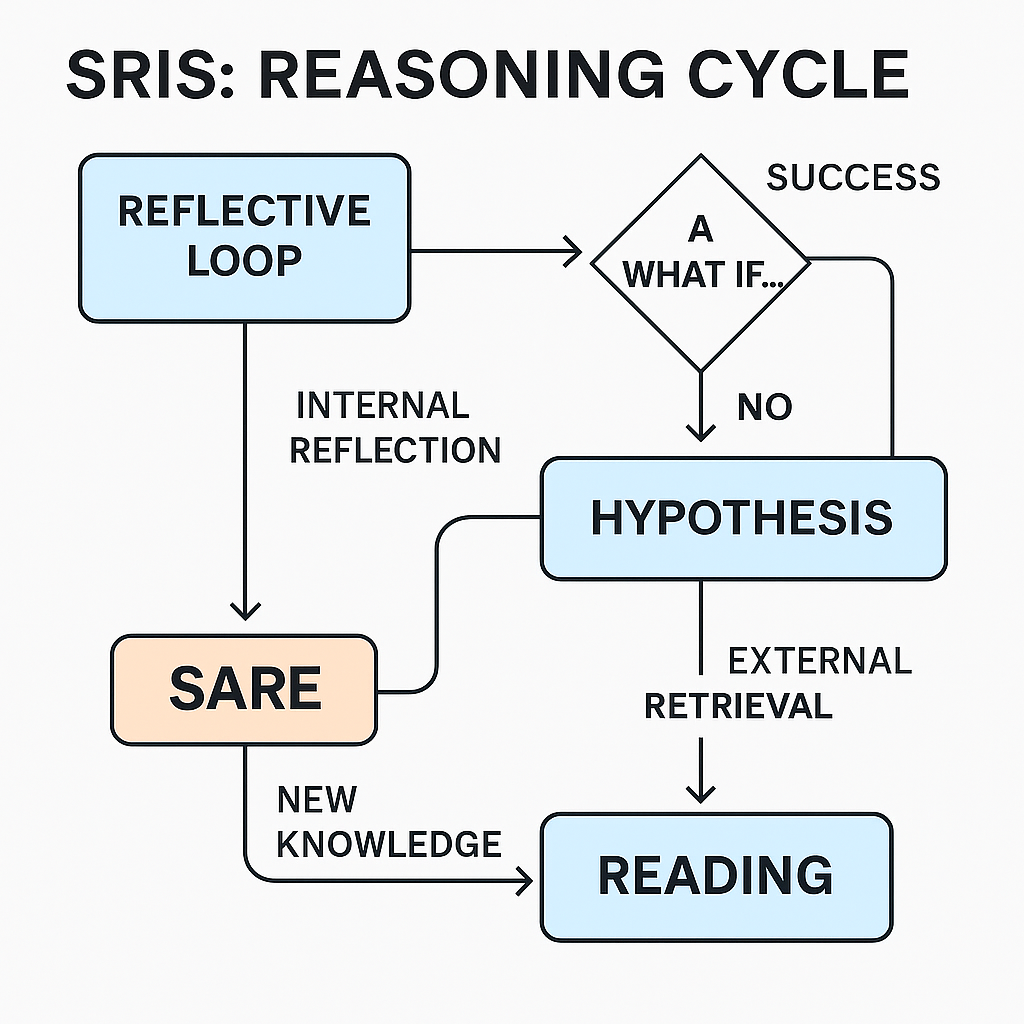 SRIS: REASONING CYCLE
REFLECTIVE
LOOP
A
WHAT IF...
SUCCESS
NO
INTERNAL
REFLECTION
HYPOTHESIS
SARE
EXTERNAL
RETRIEVAL
NEW
KNOWLEDGE
READING